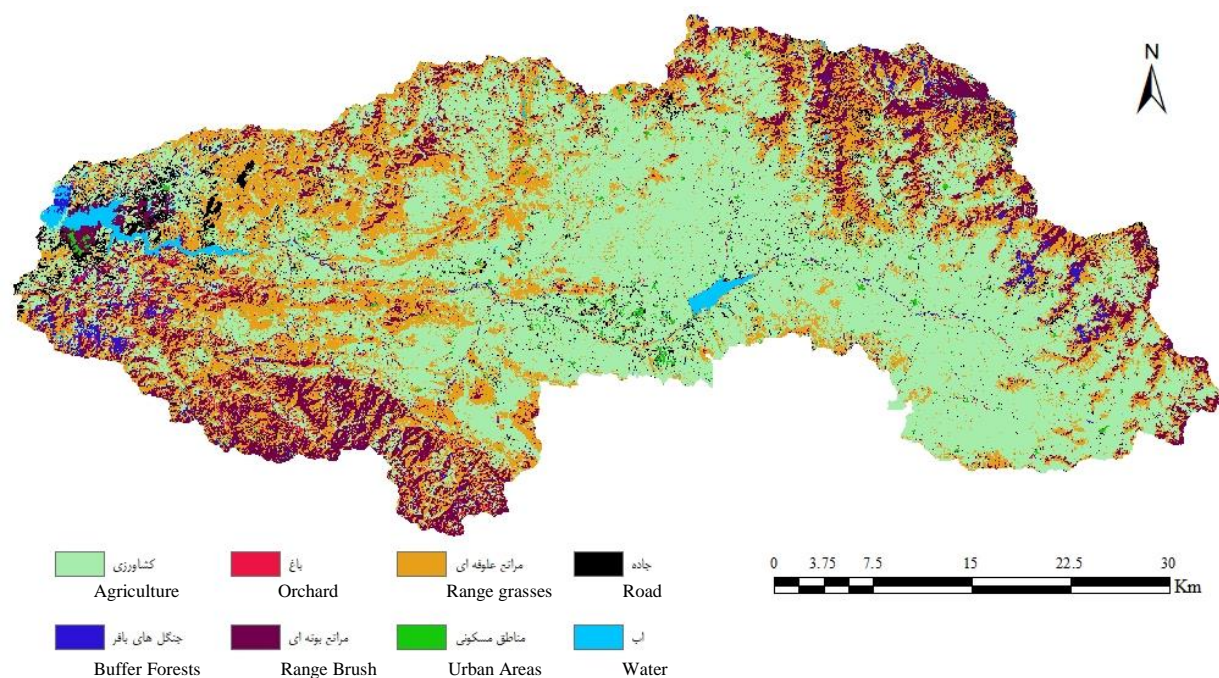 N
کشاورزی
باغ
مراتع علوفه ای
جاده
Agriculture
Orchard
Range grasses
Road
جنگل های بافر
مراتع بوته ای
مناطق مسکونی
اب
Buffer Forests
Range Brush
Urban Areas
Water
0 3.75 7.5 15 22.5 30
Km